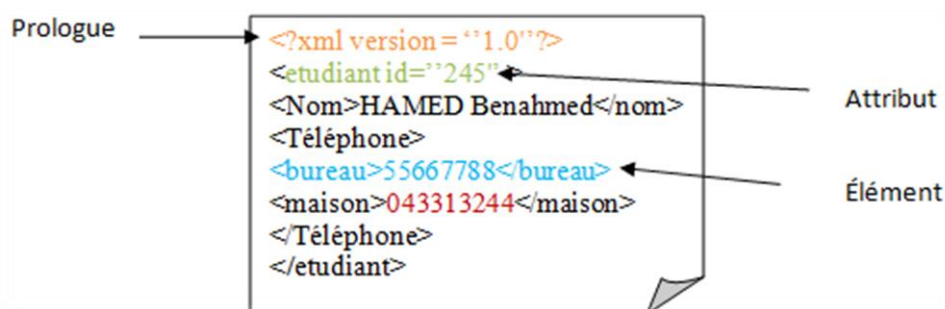 Prologue
<?xml version = ‘’1.0’’?>
<etudiant id=’’245’’ >
Attribut
<Nom>HAMED Benahmed</nom>
<Téléphone>
<bureau>55667788</bureau>
Élément
<maison>043313244</maison>
</Téléphone>
</etudiant>